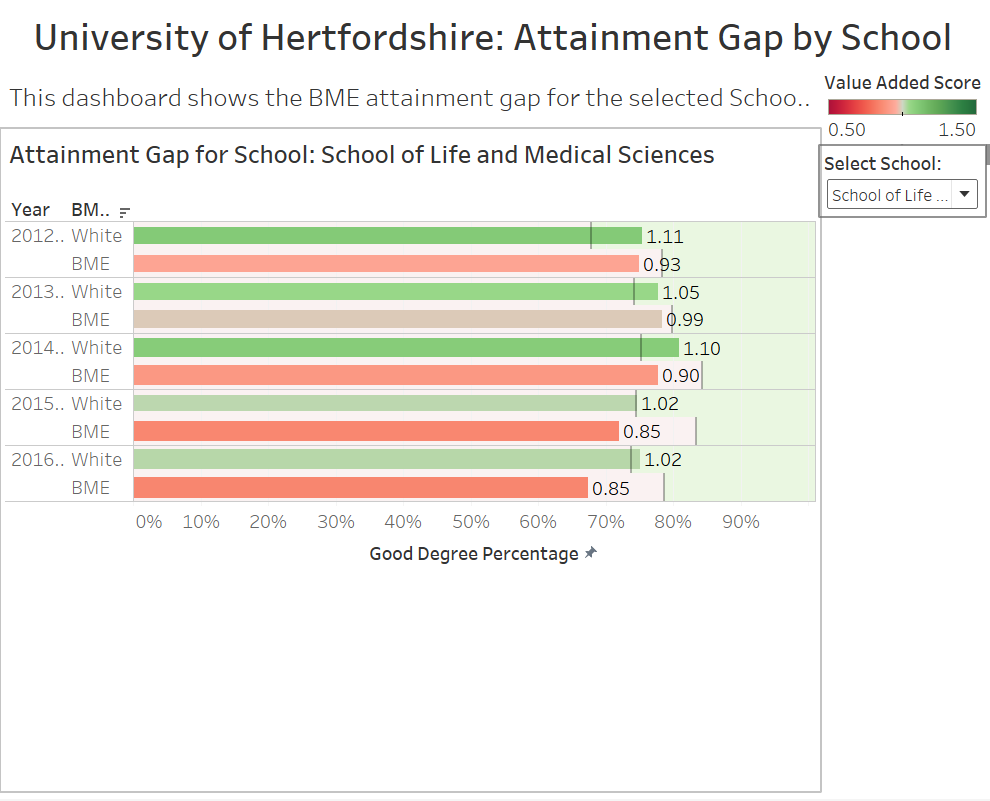 University of Hertfordshire: Attainment Gap by School
This dashboard shows the BME attainment gap for the selected Schoo..
Value Added Score
0.50 1.50
Select School:
School of Life ...
Attainment Gap for School: School of Life and Medical Sciences
Year BM..
2012.. White 1.11
BME 0.93
2013.. White 1.05
BME 0.99
2014.. White 1.10
BME 0.90
2015.. White 1.02
BME 0.85
2016.. White 1.02
BME 0.85
0% 10% 20% 30% 40% 50% 60% 70% 80% 90%
Good Degree Percentage